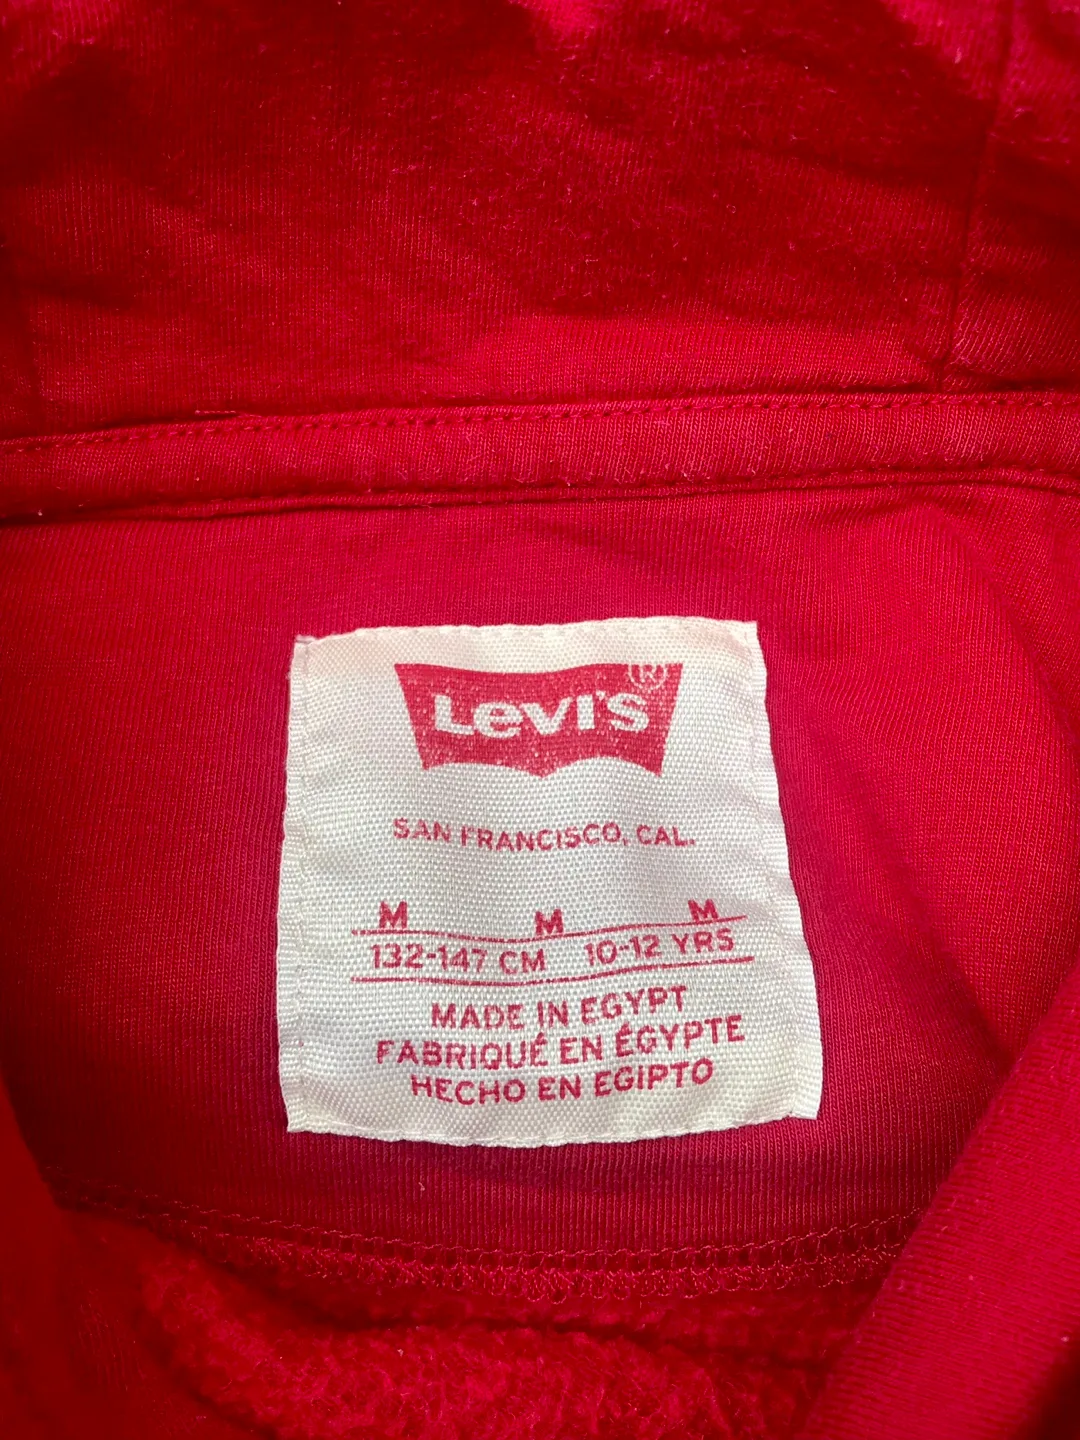 Levi's®
SAN FRANCISCO, CAL.
M M M
132-147 CM 10-12 YRS
MADE IN EGYPT
FABRIQUÉ EN ÉGYPTE
HECHO EN EGIPTO